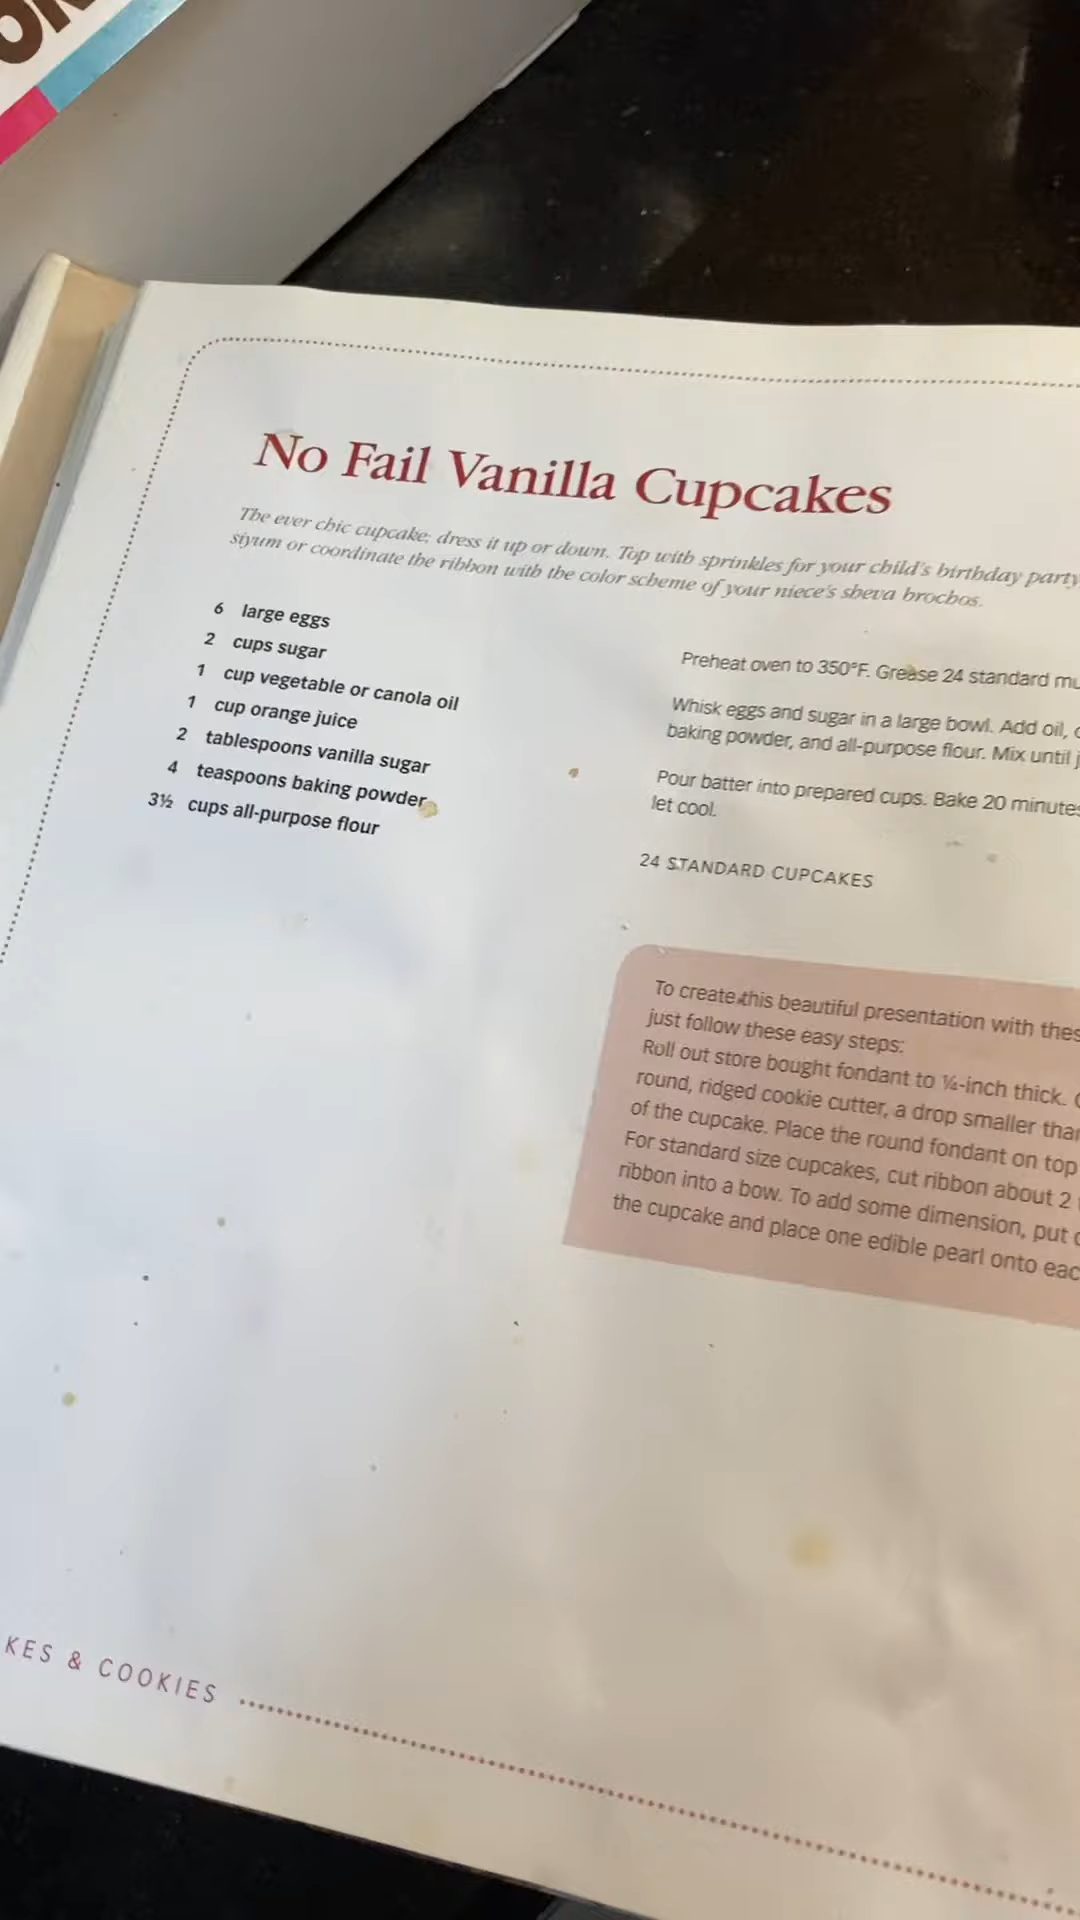 No Fail Vanilla Cupcakes
The ever chic cupcake; dress it up or down. Top with sprinkles for your child's birthday party
siyum or coordinate the ribbon with the color scheme of your niece's sheva brochos.
6 large eggs
2 cups sugar
1 cup vegetable or canola oil
1 cup orange juice
2 tablespoons vanilla sugar
4 teaspoons baking powder
3½ cups all-purpose flour
Preheat oven to 350°F. Grease 24 standard
Whisk eggs and sugar in a large bowl. Add oil,
baking powder, and all-purpose flour. Mix until
Pour batter into prepared cups. Bake 20 minutes
let cool.
24 STANDARD CUPCAKES
To create this beautiful presentation with
just follow these easy steps:
Roll out store bought fondant to ¼-inch thick.
round, ridged cookie cutter, a drop smaller than
of the cupcake. Place the round fondant on top
For standard size cupcakes, cut ribbon about 2
ribbon into a bow. To add some dimension, put
the cupcake and place one edible pearl onto
& COOKIES